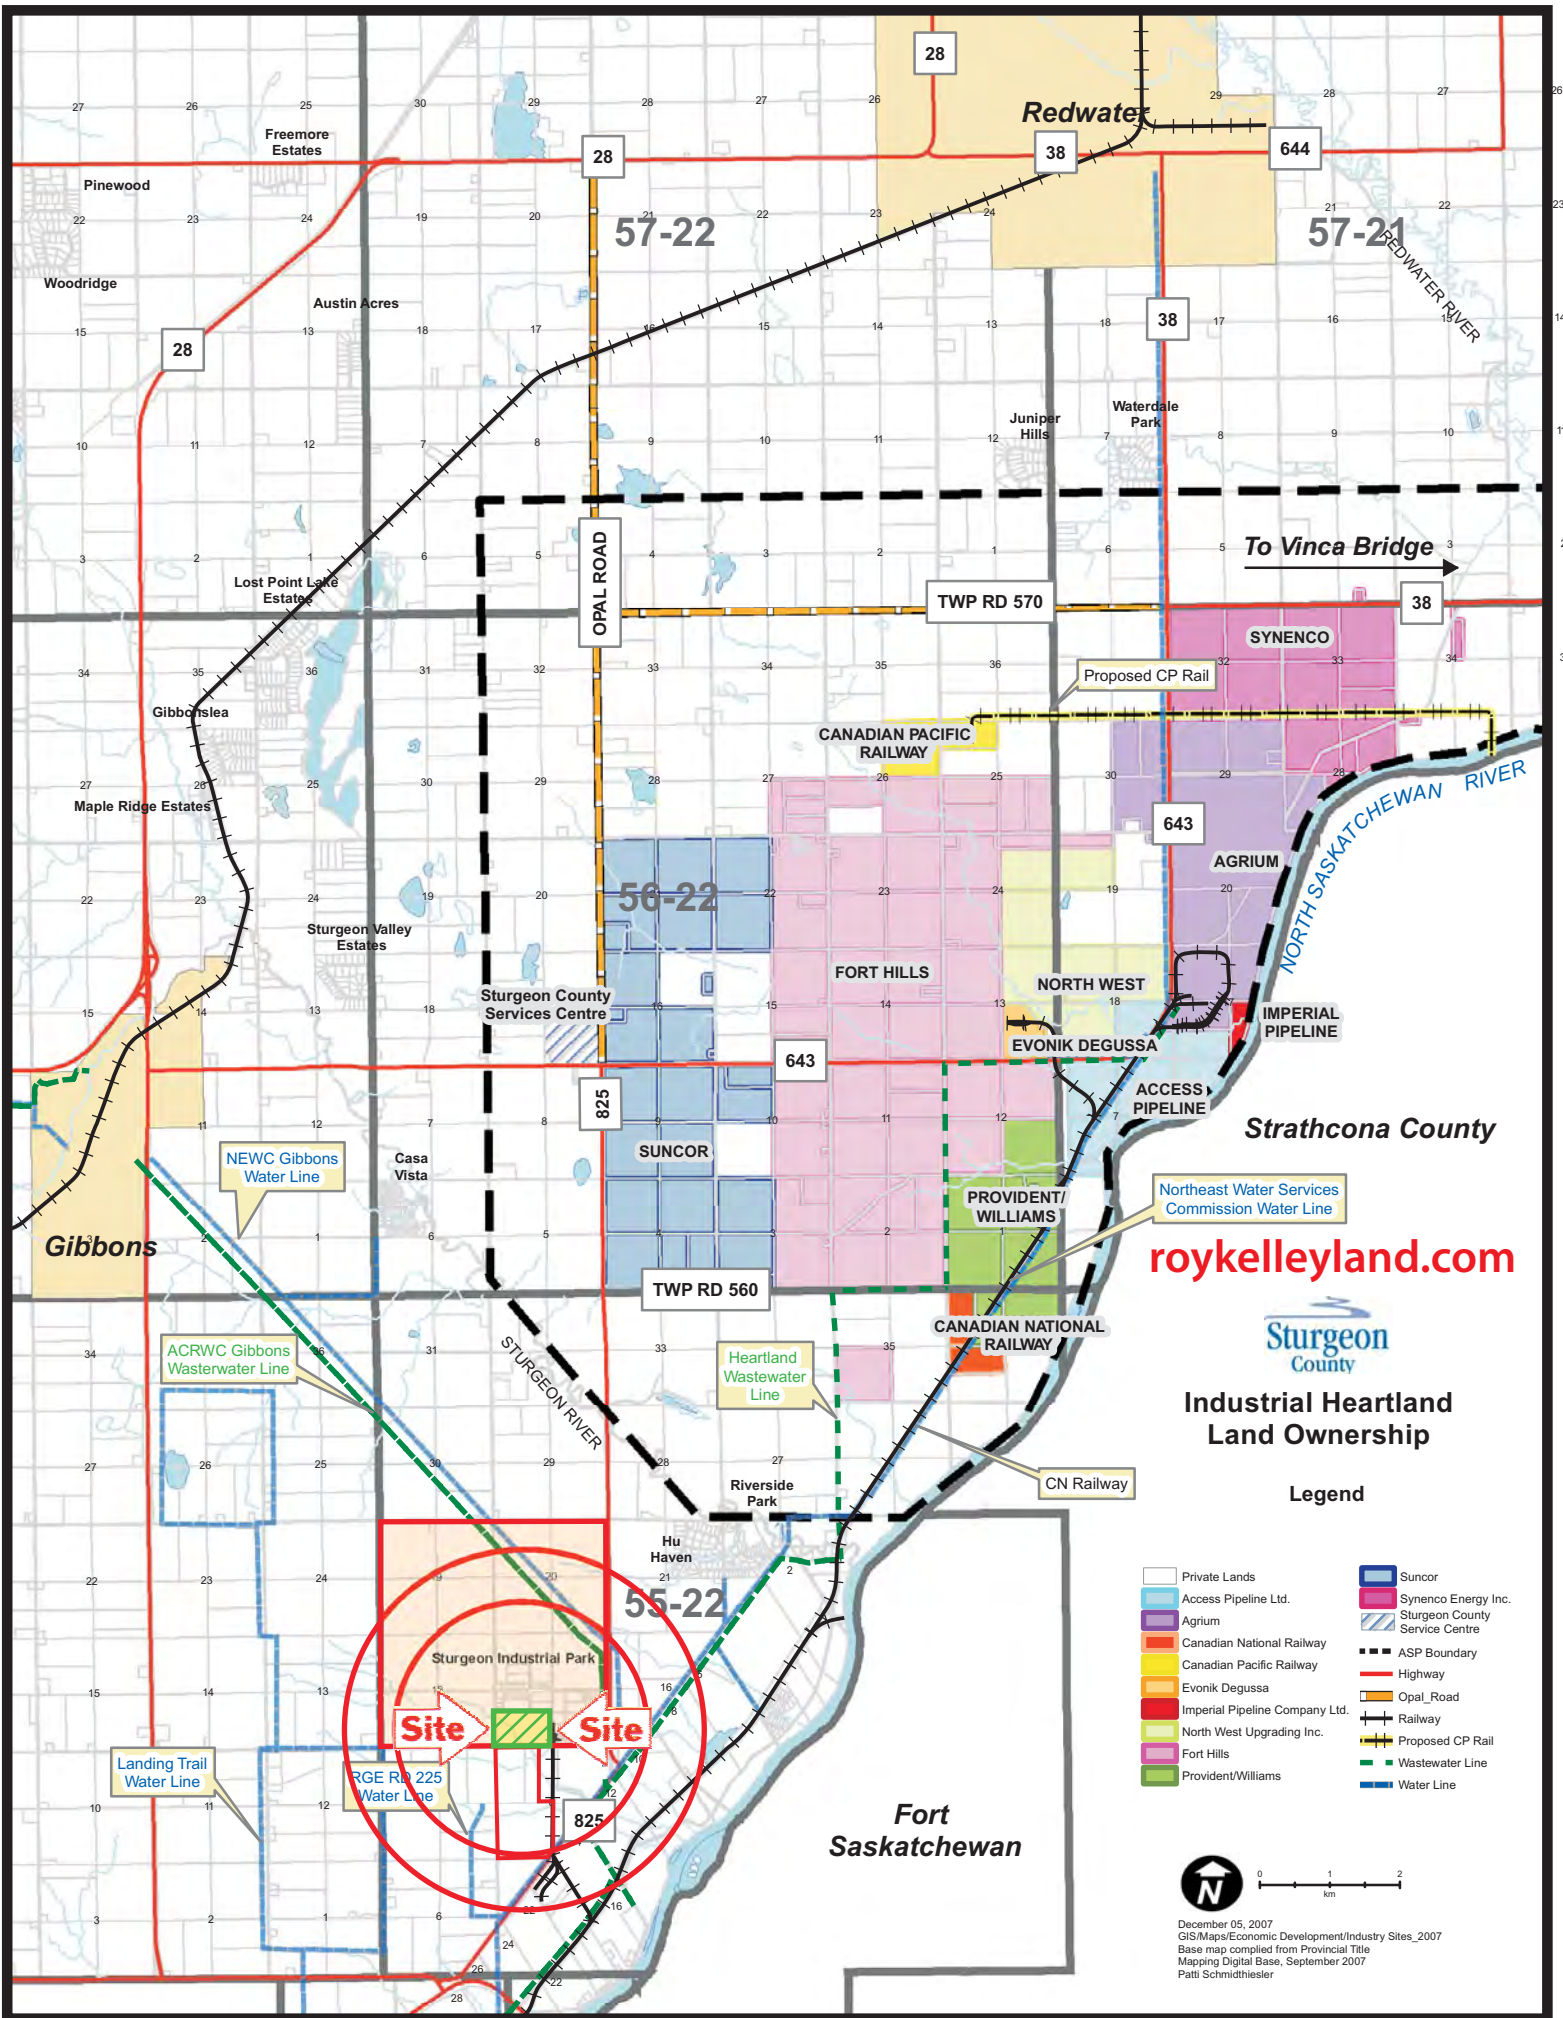 28
Redwater
38
644
Freemore
Estates
28
Pinewood
57-22
57-21
REDWATER RIVER
Woodridge
Austin Acres
28
38
Juniper
Hills
Waterdale
Park
OPAL ROAD
To Vinca Bridge
Lost Point Lake
Estates
TWP RD 570
38
SYNENCO
Proposed CP Rail
Gibbonslea
CANADIAN PACIFIC
RAILWAY
Maple Ridge Estates
NORTH SASKATCHEWAN RIVER
643
AGRIUM
56-22
Sturgeon Valley
Estates
FORT HILLS
NORTH WEST
Sturgeon County
Services Centre
IMPERIAL
PIPELINE
EVONIK DEGUSSA
643
825
ACCESS
PIPELINE
Strathcona County
SUNCOR
NEWC Gibbons
Water Line
Casa
Vista
PROVIDENT/
WILLIAMS
Northeast Water Services
Commission Water Line
Gibbons
roykelleyland.com
TWP RD 560
CANADIAN NATIONAL
RAILWAY
Sturgeon
County
ACRWC Gibbons
Wasterwater Line
STURGEON RIVER
Heartland
Wastewater
Line
Industrial Heartland
Land Ownership
CN Railway
Legend
Riverside
Park
Hu
Haven
55-22
Sturgeon Industrial Park
Site
Site
Landing Trail
Water Line
RGE RD 225
Water Line
825
Fort
Saskatchewan
Private Lands
Access Pipeline Ltd.
Agrium
Canadian National Railway
Canadian Pacific Railway
Evonik Degussa
Imperial Pipeline Company Ltd.
North West Upgrading Inc.
Fort Hills
Provident/Williams
Suncor
Synenco Energy Inc.
Sturgeon County
Service Centre
ASP Boundary
Highway
Opal_Road
Railway
Proposed CP Rail
Wastewater Line
Water Line
N
0 1 2
km
December 05, 2007
GIS/Maps/Economic Development/Industry Sites_2007
Base map complied from Provincial Title
Mapping Digital Base, September 2007
Patti Schmidthiesler